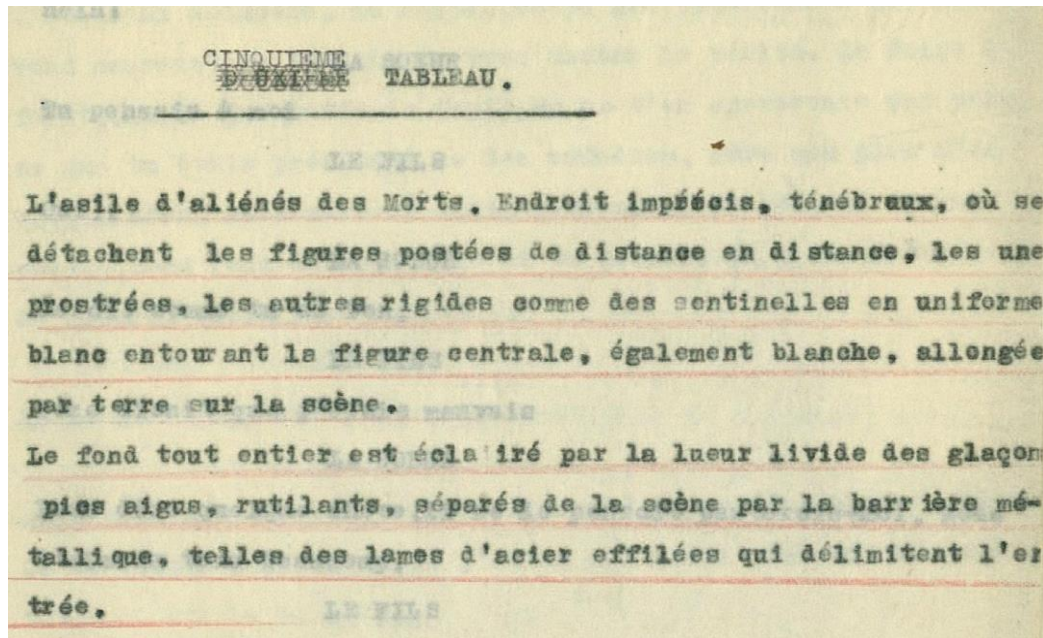 CINQUIEME
TABLEAU.
L'asile d'aliénés des Morts. Endroit imprécis, ténébreux, où se
détachent les figures postées de distance en distance, les une
prostrées, les autres rigides comme des sentinelles en uniforme
blanc entourant la figure centrale, également blanche, allongée
par terre sur la scène.
Le fond tout entier est éclairé par la lueur livide des glaçon
pics aigus, rutilants, séparés de la scène par la barrière mé-
tallique, telles des lames d'acier effilées qui délimitent l'en
trée.